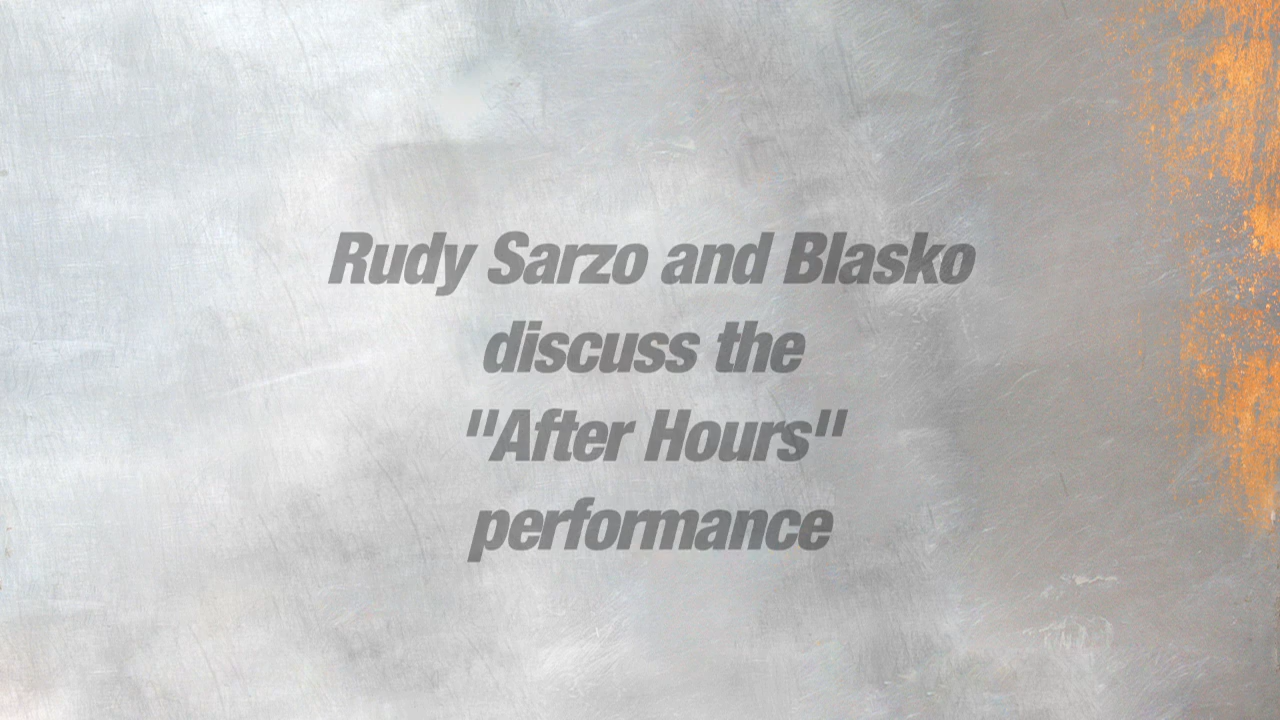 Rudy Sarzo and Blasko
discuss the
"After Hours"
performance